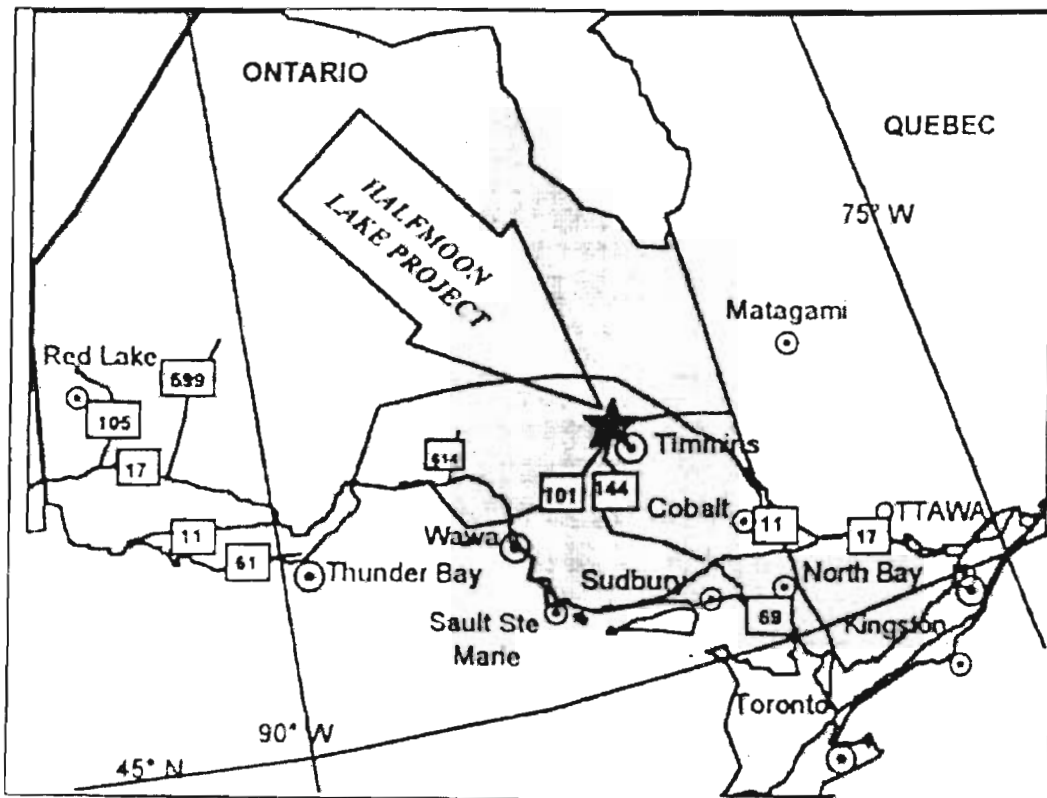 ONTARIO
QUEBEC
HALFMOON
LAKE PROJECT
75° W
Matagami
Red Lake
599
105
17
614
Timmins
101
144
Cobalt
11
17
OTTAWA
11
61
Wawa
Thunder Bay
Sudbury
North Bay
Sault Ste
Marie
69
Kingston
Toronto
90° W
45° N